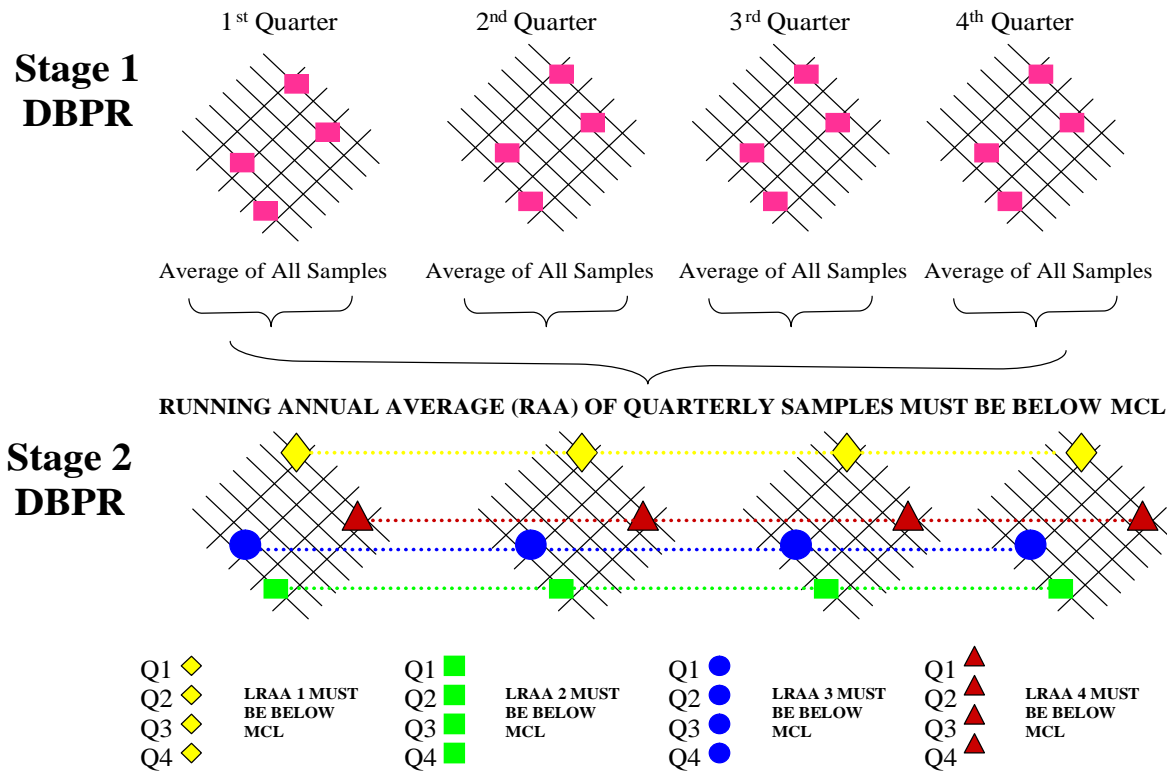 1st Quarter 2nd Quarter 3rd Quarter 4th Quarter
Stage 1
DBPR
Average of All Samples Average of All Samples Average of All Samples Average of All Samples
RUNNING ANNUAL AVERAGE (RAA) OF QUARTERLY SAMPLES MUST BE BELOW MCL
Stage 2
DBPR
Q1
Q2
Q3
Q4
LRAA 1 MUST
BE BELOW
MCL
Q1
Q2
Q3
Q4
LRAA 2 MUST
BE BELOW
MCL
Q1
Q2
Q3
Q4
LRAA 3 MUST
BE BELOW
MCL
Q1
Q2
Q3
Q4
LRAA 4 MUST
BE BELOW
MCL